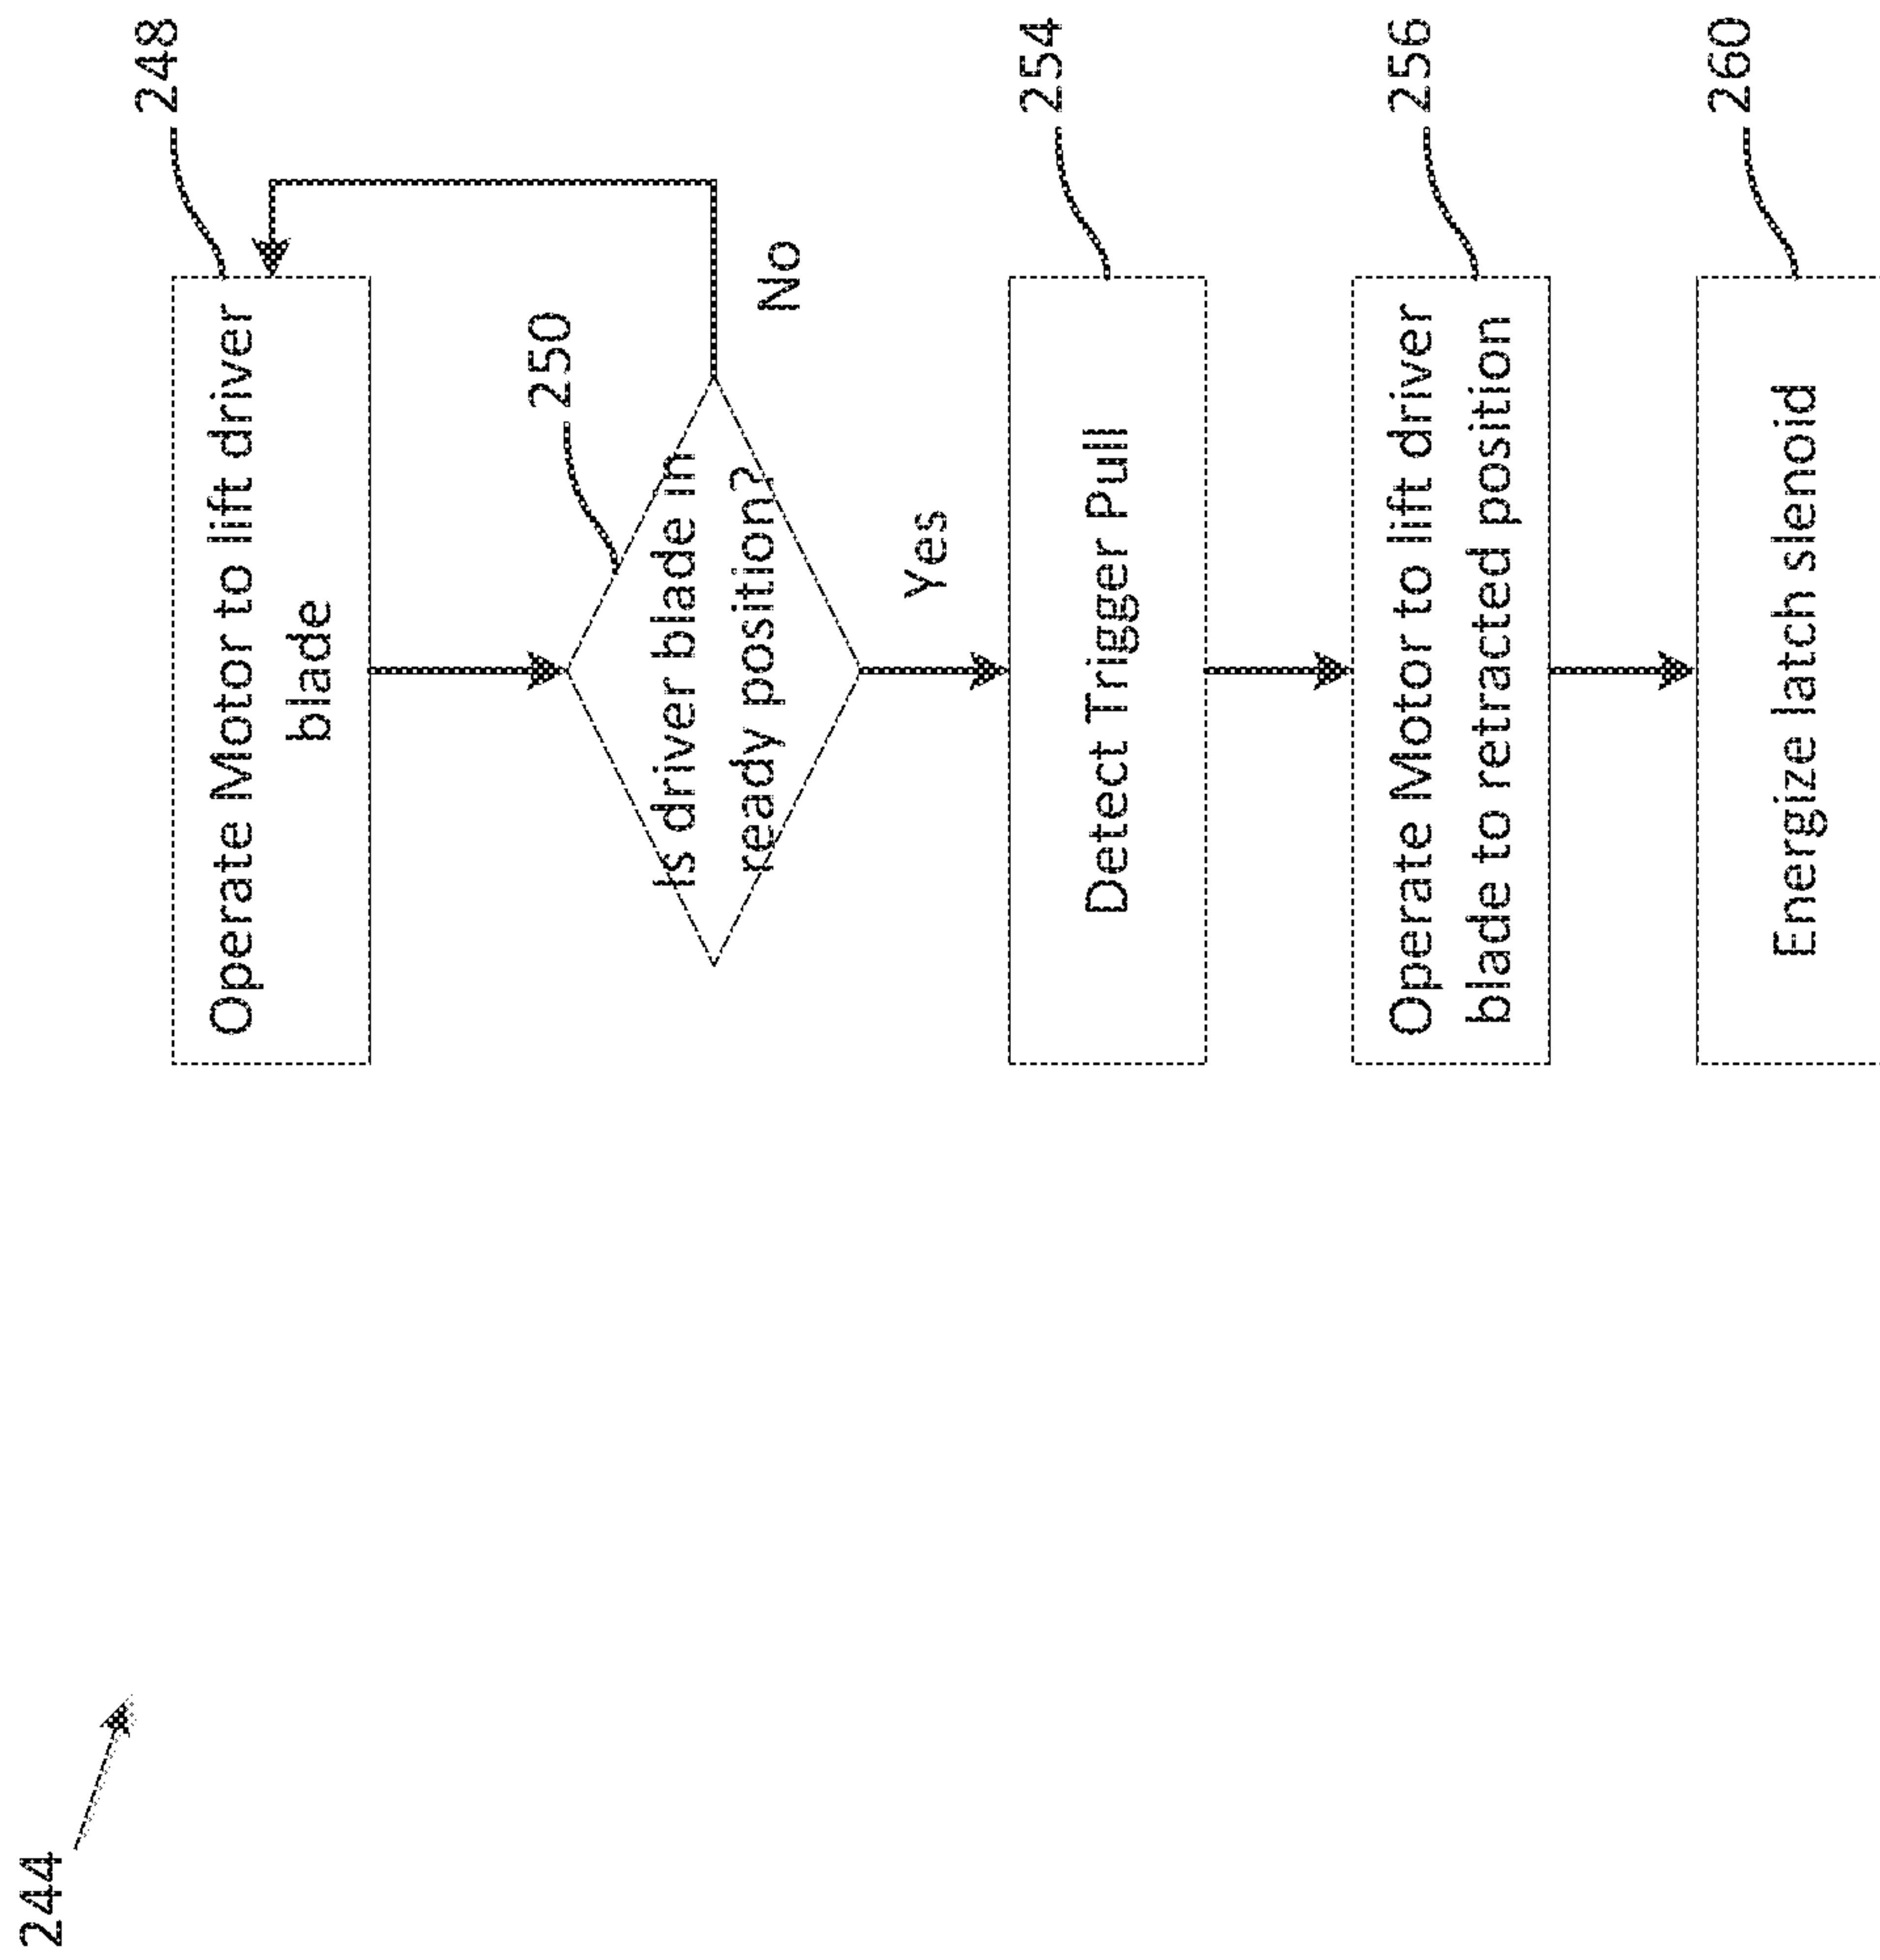 244
248
Operate Motor to lift driver
blade
250
Is driver blade in
ready position?
No
Yes
254
Detect Trigger Pull
256
Operate Motor to lift driver
blade to retracted position
260
Energize latch slenoid